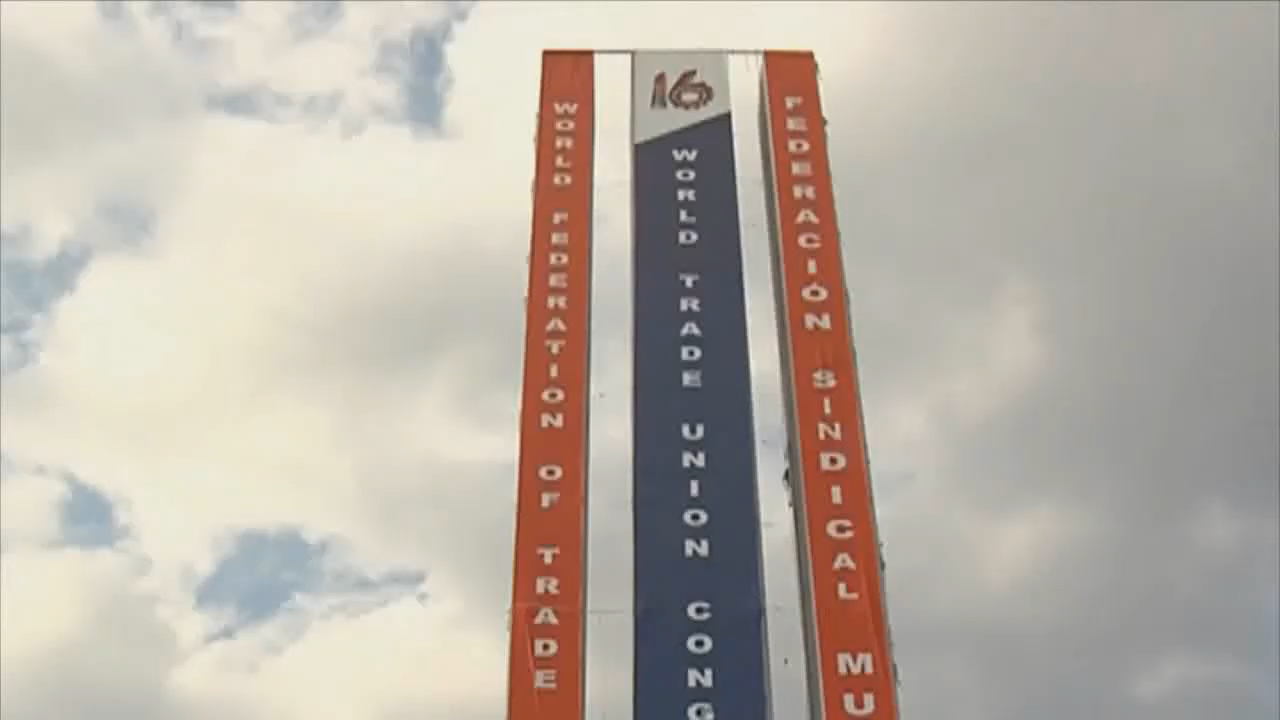 WORLD FEDERATION OF TRADE
16
WORLD TRADE UNION CONG
FEDERACIÓN SINDICAL MU